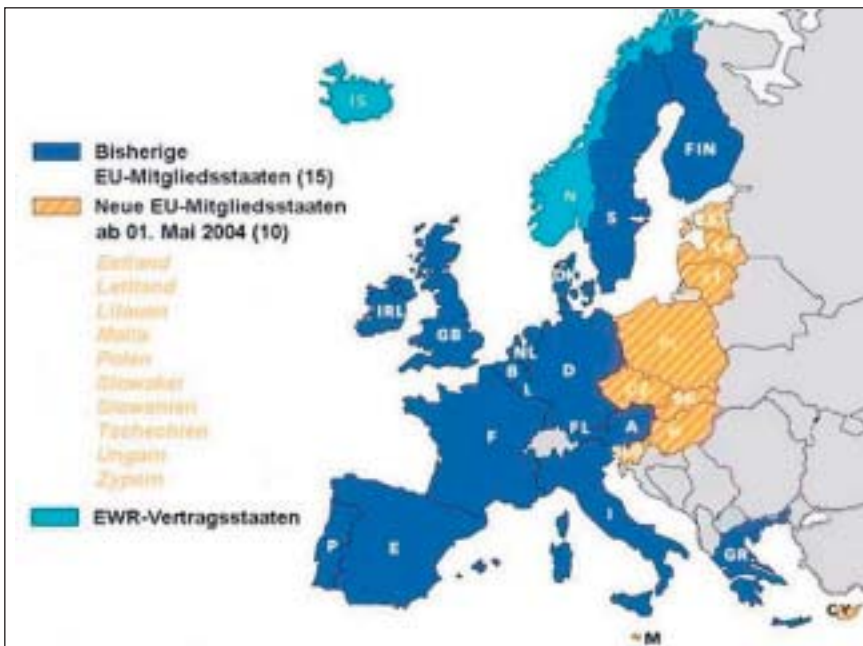 IS
Bisherige
EU-Mitgliedsstaaten (15)
Neue EU-Mitgliedsstaaten
ab 01. Mai 2004 (10)
Estland
Lettland
Litauen
Malta
Polen
Slowakei
Slowenien
Tschechien
Ungarn
Zypern
EWR-Vertragsstaaten
FIN
N
S
DK
IRL
GB
NL
B
D
L
FL
A
F
I
P
E
GR
CY
M